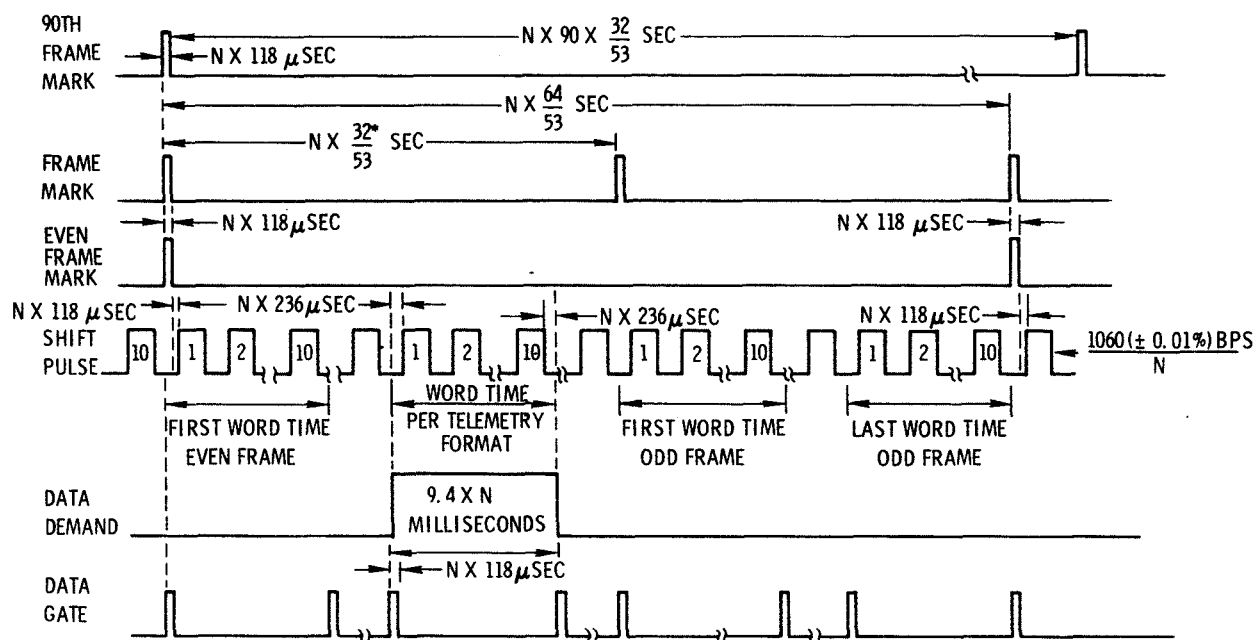 90TH
FRAME
MARK
N X 90 X 32/53 SEC
N X 118 μSEC
N X 64/53 SEC
N X 32*/53 SEC
FRAME
MARK
N X 118 μSEC
N X 118 μSEC
EVEN
FRAME
MARK
N X 118 μSEC
N X 236 μSEC
N X 236 μSEC
N X 118 μSEC
SHIFT
PULSE
10 1 2 10 1 2 10 1 2 10 1 2 10
1060 (± 0.01%) BPS
N
FIRST WORD TIME
EVEN FRAME
WORD TIME
PER TELEMETRY
FORMAT
FIRST WORD TIME
ODD FRAME
LAST WORD TIME
ODD FRAME
DATA
DEMAND
9.4 X N
MILLISECONDS
N X 118 μSEC
DATA
GATE